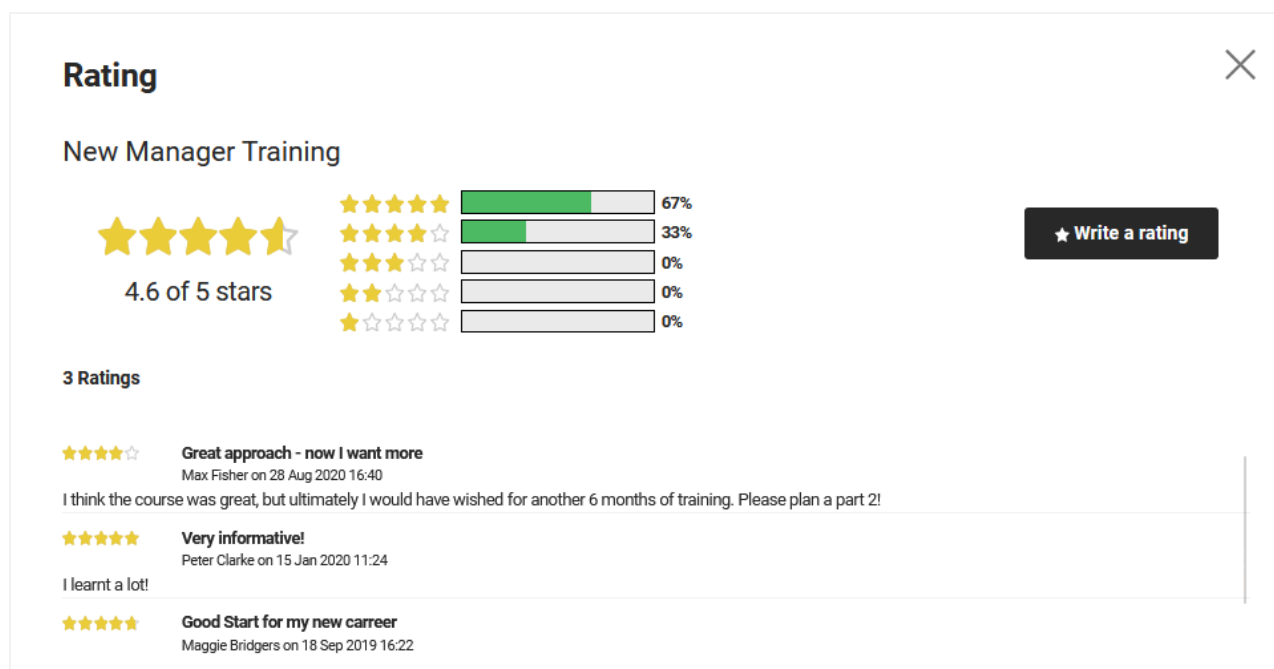 Rating
New Manager Training
67%
33%
0%
0%
0%
4.6 of 5 stars
Write a rating
3 Ratings
Great approach - now I want more
Max Fisher on 28 Aug 2020 16:40
I think the course was great, but ultimately I would have wished for another 6 months of training. Please plan a part 2!
Very informative!
Peter Clarke on 15 Jan 2020 11:24
I learnt a lot!
Good Start for my new carreer
Maggie Bridgers on 18 Sep 2019 16:22